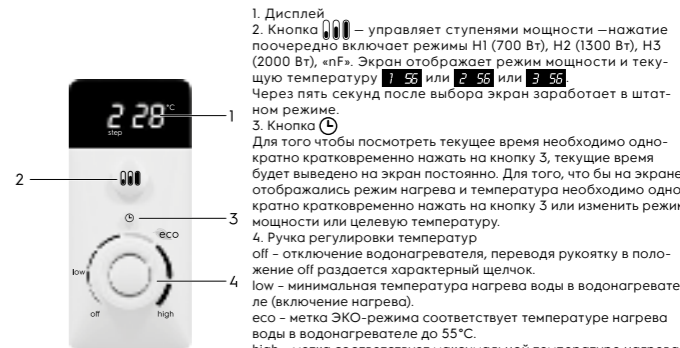 1. Дисплей
2. Кнопка — управляет ступенями мощности —нажатие
поочередно включает режимы H1 (700 Вт), H2 (1300 Вт), H3
(2000 Вт), «nF». Экран отображает режим мощности и теку-
щую температуру 1 56 или 2 56 или 3 56.
Через пять секунд после выбора экран заработает в штат-
ном режиме.
3. Кнопка
Для того чтобы посмотреть текущее время необходимо одно-
кратно кратковременно нажать на кнопку 3, текущие время
будет выведено на экран постоянно. Для того, что бы на экране
отображались режим нагрева и температура необходимо одно
кратно кратковременно нажать на кнопку 3 или изменить режим
мощности или целевую температуру.
4. Ручка регулировки температур
off – отключение водонагревателя, переводя рукоятку в поло-
жение off раздается характерный щелчок.
low – минимальная температура нагрева воды в водонагревате
ле (включение нагрева).
eco – метка ЭКО-режима соответствует температуре нагрева
воды в водонагревателе до 55°C.
2 28 °C
step
1
2
3
eco
low
4
off
high